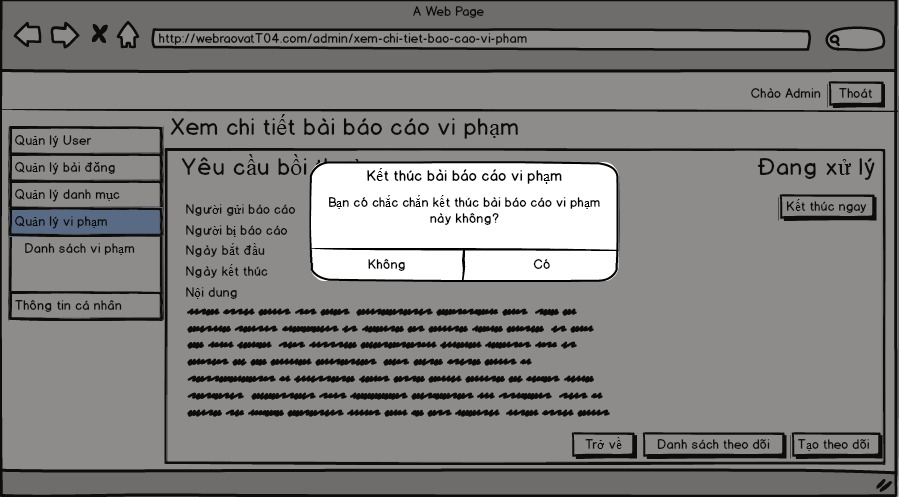 A Web Page
http://webraovatT04.com/admin/xem-chi-tiet-bao-cao-vi-pham
Chào Admin
Thoát
Quản lý User
Quản lý bài đăng
Quản lý danh mục
Quản lý vi phạm
Danh sách vi phạm
Thông tin cá nhân
Xem chi tiết bài báo cáo vi phạm
Yêu cầu bồi
Đang xử lý
Kết thúc ngay
Người gửi báo cáo
Người bị báo cáo
Ngày bắt đầu
Ngày kết thúc
Nội dung
Kết thúc bài báo cáo vi phạm
Bạn có chắc chắn kết thúc bài báo cáo vi phạm
này không?
Không
Có
Trở về
Danh sách theo dõi
Tạo theo dõi